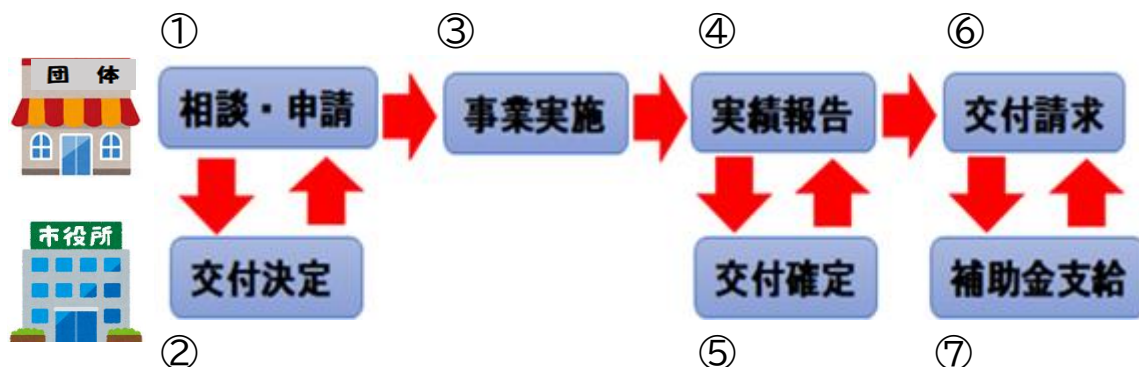 ① ③ ④ ⑥
団 体
相談・申請 事業実施 実績報告 交付請求
市役所
交付決定 交付確定 補助金支給
② ⑤ ⑦